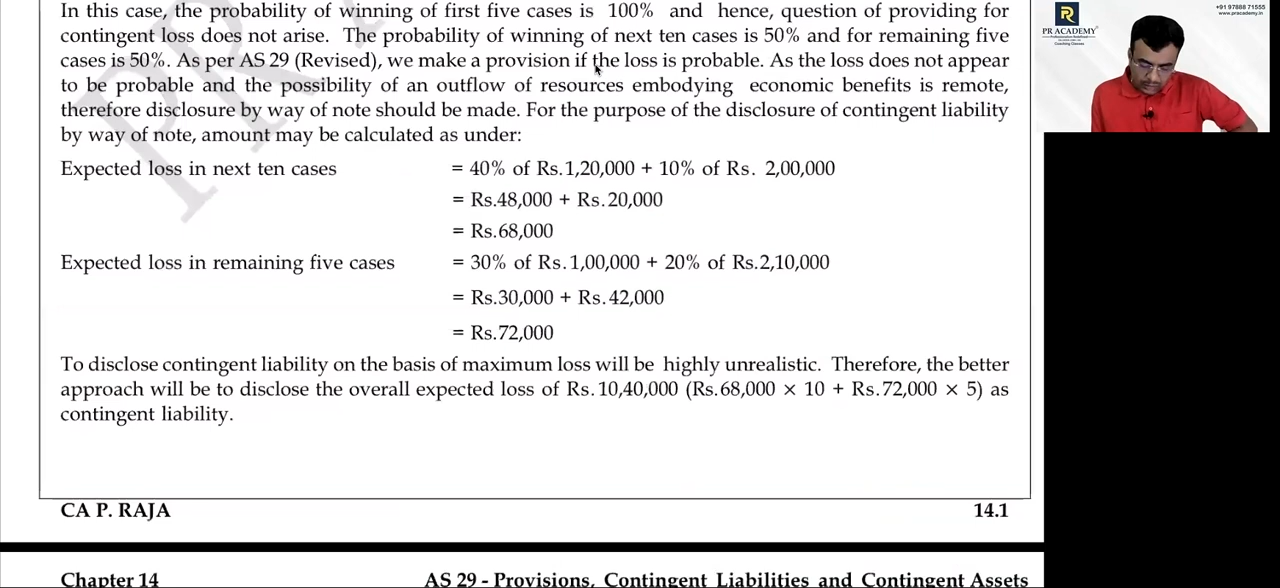 In this case, the probability of winning of first five cases is 100% and hence, question of providing for
contingent loss does not arise. The probability of winning of next ten cases is 50% and for remaining five
cases is 50%. As per AS 29 (Revised), we make a provision if the loss is probable. As the loss does not appear
to be probable and the possibility of an outflow of resources embodying economic benefits is remote,
therefore disclosure by way of note should be made. For the purpose of the disclosure of contingent liability
by way of note, amount may be calculated as under:
Expected loss in next ten cases = 40% of Rs.1,20,000 + 10% of Rs. 2,00,000
= Rs.48,000 + Rs.20,000
= Rs.68,000
Expected loss in remaining five cases = 30% of Rs.1,00,000 + 20% of Rs.2,10,000
= Rs.30,000 + Rs.42,000
= Rs.72,000
To disclose contingent liability on the basis of maximum loss will be highly unrealistic. Therefore, the better
approach will be to disclose the overall expected loss of Rs.10,40,000 (Rs.68,000 × 10 + Rs.72,000 × 5) as
contingent liability.
CA P. RAJA 14.1
Chapter 14 AS 29 - Provisions, Contingent Liabilities and Contingent Assets
PR ACADEMY
Coaching Classes
+91 97888 71555
www.pracademy.in